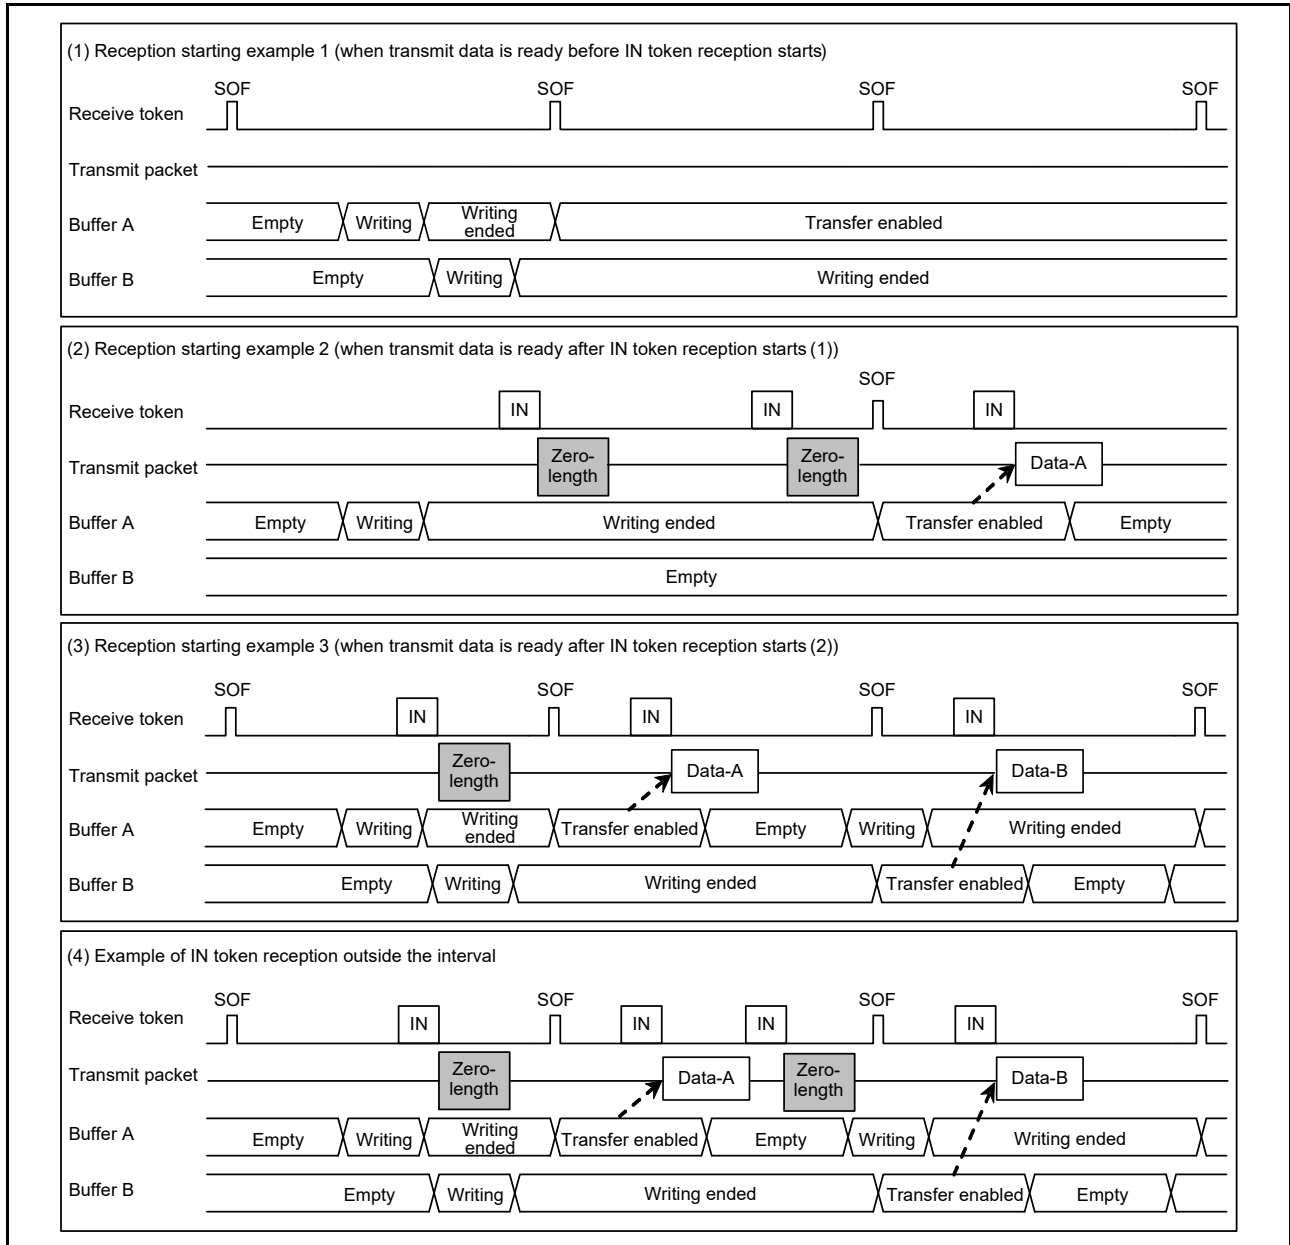 (1) Reception starting example 1 (when transmit data is ready before IN token reception starts)
SOF SOF SOF SOF
Receive token
Transmit packet
Buffer A Empty Writing Writing ended Transfer enabled
Buffer B Empty Writing Writing ended
(2) Reception starting example 2 (when transmit data is ready after IN token reception starts (1))
SOF
Receive token IN IN IN
Transmit packet Zero-length Zero-length Data-A
Buffer A Empty Writing Writing ended Transfer enabled Empty
Buffer B Empty
(3) Reception starting example 3 (when transmit data is ready after IN token reception starts (2))
SOF SOF SOF SOF
Receive token IN IN IN
Transmit packet Zero-length Data-A Data-B
Buffer A Empty Writing Writing ended Transfer enabled Empty Writing Writing ended
Buffer B Empty Writing Writing ended Transfer enabled Empty
(4) Example of IN token reception outside the interval
SOF SOF SOF SOF
Receive token IN IN IN IN
Transmit packet Zero-length Data-A Zero-length Data-B
Buffer A Empty Writing Writing ended Transfer enabled Empty Writing Writing ended
Buffer B Empty Writing Writing ended Transfer enabled Empty